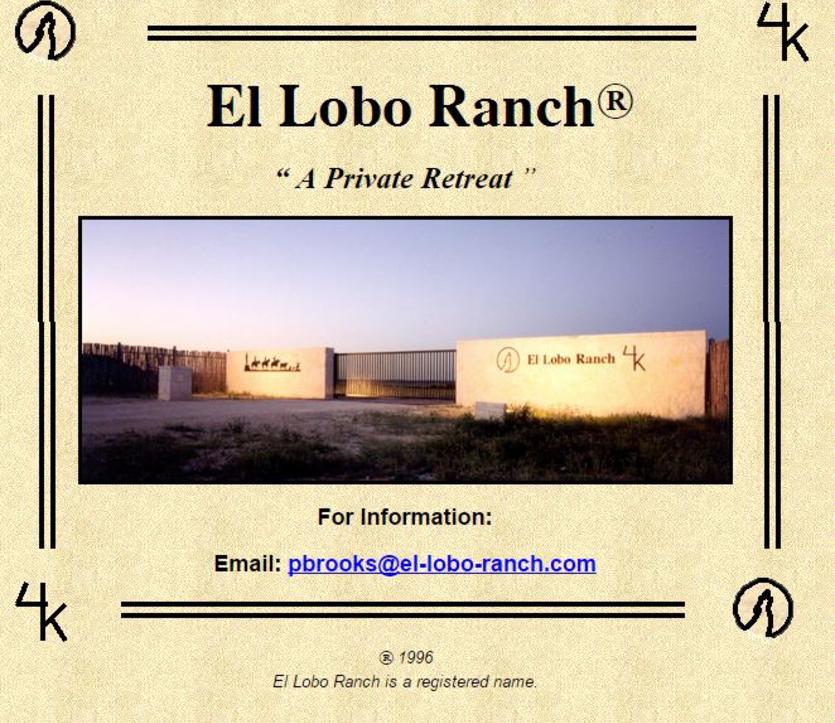 4K
El Lobo Ranch®
“ A Private Retreat ”
El Lobo Ranch 4K
For Information:
Email: pbrooks@el-lobo-ranch.com
4K
® 1996
El Lobo Ranch is a registered name.